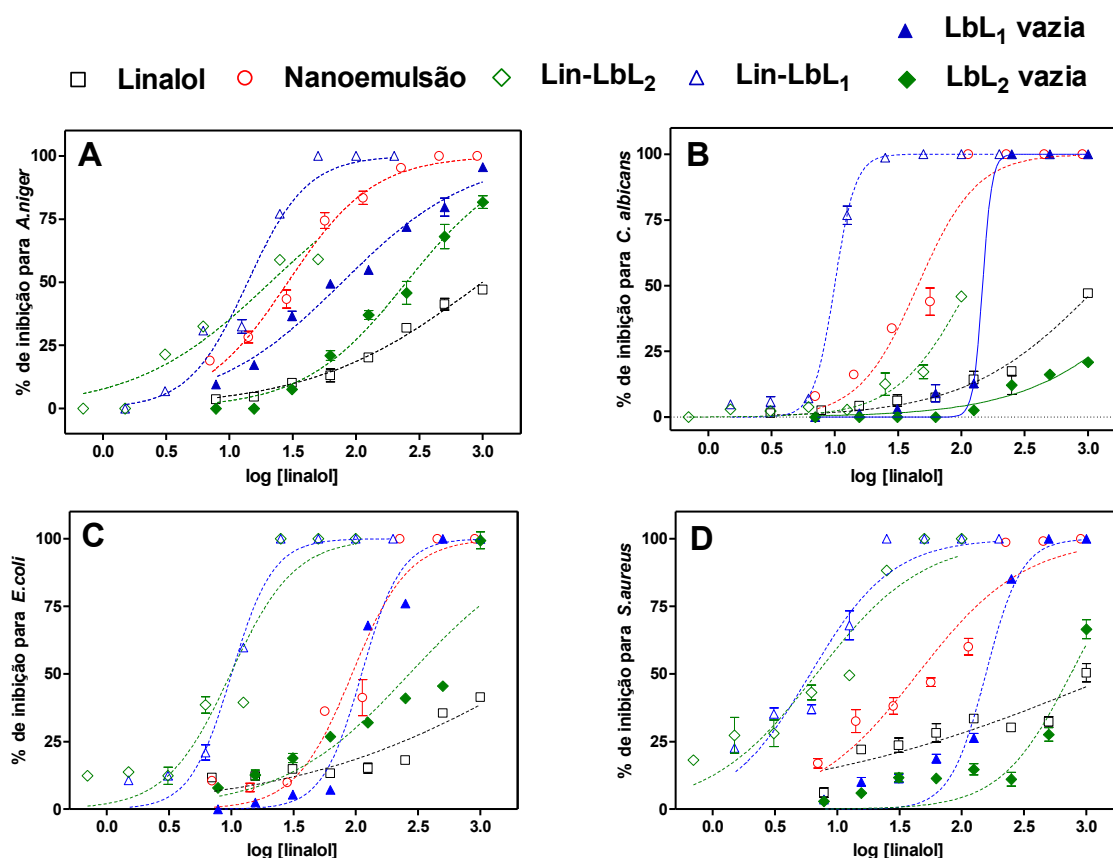 LbL1 vazia
Linalol Nanoemulsão Lin-LbL2 Lin-LbL1 LbL2 vazia
A
% de inibição para A.niger
100
75
50
25
0
0.0 0.5 1.0 1.5 2.0 2.5 3.0
log [linalol]
B
% de inibição para C. albicans
100
75
50
25
0
0.0 0.5 1.0 1.5 2.0 2.5 3.0
log [linalol]
C
% de inibição para E.coli
100
75
50
25
0
0.0 0.5 1.0 1.5 2.0 2.5 3.0
log [linalol]
D
% de inibição para S.aureus
100
75
50
25
0
0.0 0.5 1.0 1.5 2.0 2.5 3.0
log [linalol]